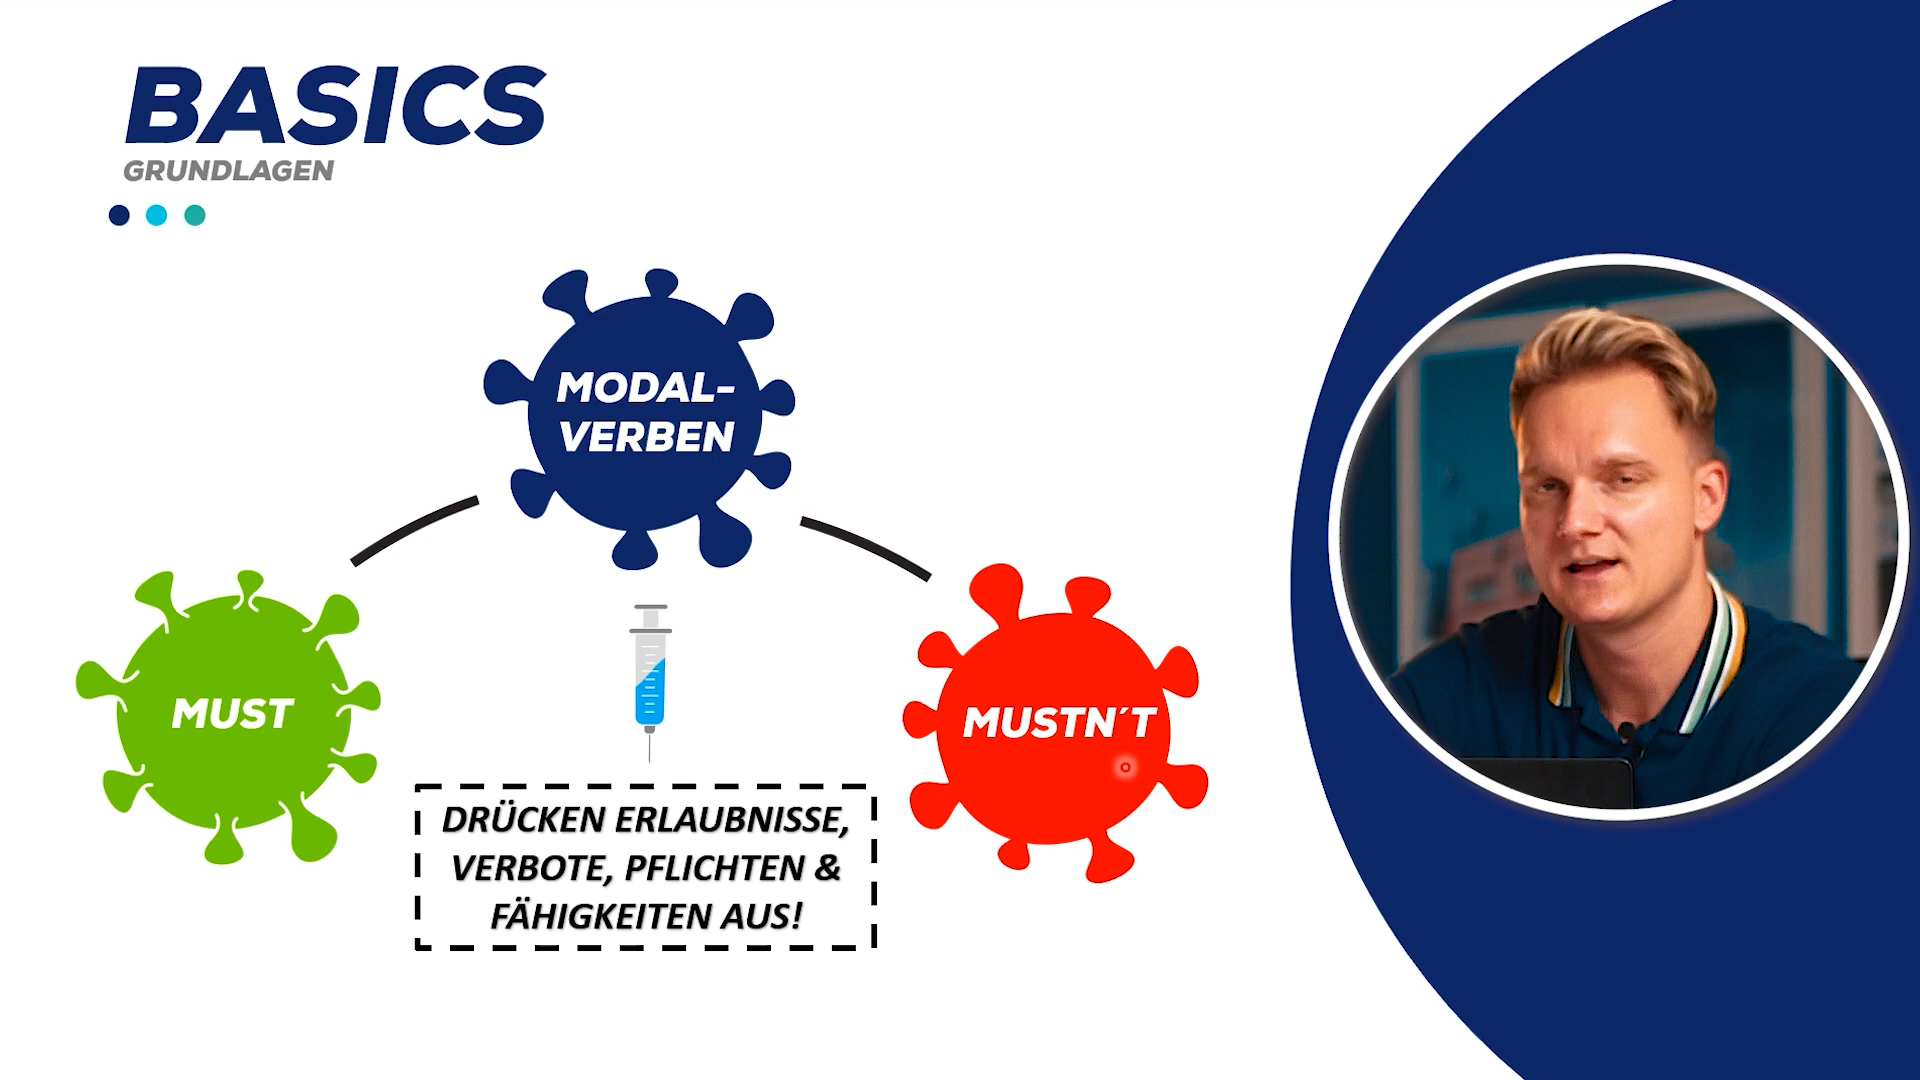 BASICS
GRUNDLAGEN
MODAL-
VERBEN
MUST
MUSTN´T
DRÜCKEN ERLAUBNISSE,
VERBOTE, PFLICHTEN &
FÄHIGKEITEN AUS!